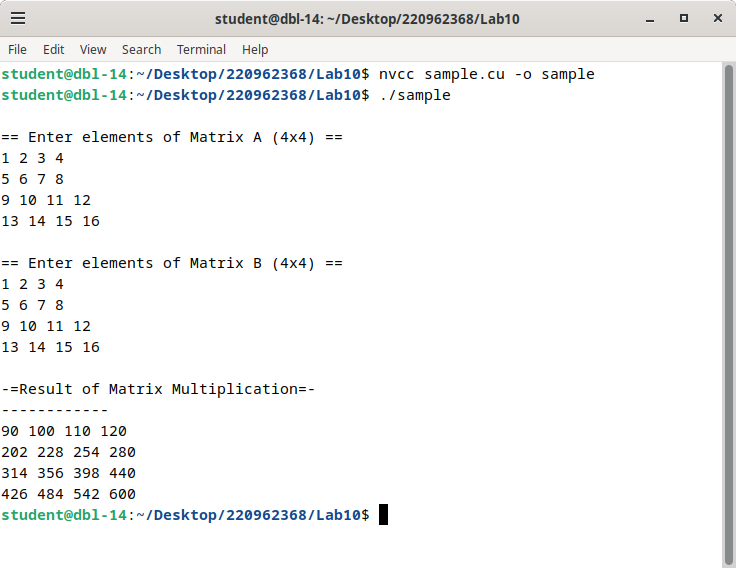 student@dbl-14: ~/Desktop/220962368/Lab10
File Edit View Search Terminal Help
student@dbl-14:~/Desktop/220962368/Lab10$ nvcc sample.cu -o sample
student@dbl-14:~/Desktop/220962368/Lab10$ ./sample
== Enter elements of Matrix A (4x4) ==
1 2 3 4
5 6 7 8
9 10 11 12
13 14 15 16
== Enter elements of Matrix B (4x4) ==
1 2 3 4
5 6 7 8
9 10 11 12
13 14 15 16
-=Result of Matrix Multiplication=-
------------
90 100 110 120
202 228 254 280
314 356 398 440
426 484 542 600
student@dbl-14:~/Desktop/220962368/Lab10$